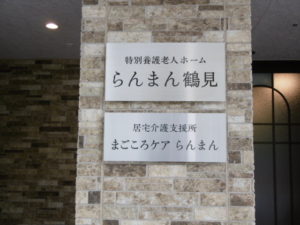 特別養護老人ホーム
らんまん鶴見
居宅介護支援所
まごころケア らんまん